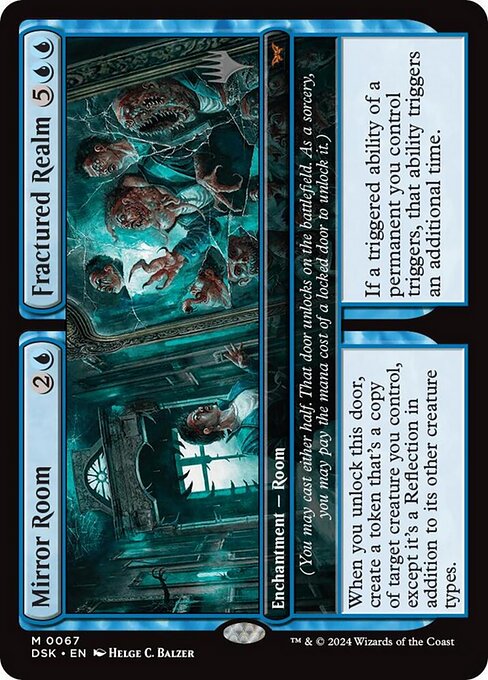 Mirror Room 2
When you unlock this door,
create a token that's a copy
of target creature you control,
except it's a Reflection in
addition to its other creature
types.
Fractured Realm 5
If a triggered ability of a
permanent you control
triggers, that ability triggers
an additional time.
Enchantment — Room
(You may cast either half. That door unlocks on the battlefield. As a sorcery,
you may pay the mana cost of a locked door to unlock it.)
M 0067
DSK • EN Helge C. Balzer
™ & © 2024 Wizards of the Coast